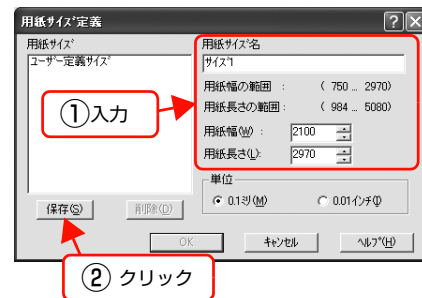 用紙サイズ定義
用紙サイズ
ユーザー定義サイズ
用紙サイズ名
サイズ1
用紙幅の範囲 : ( 750 ... 2970)
用紙長さの範囲 : ( 984 ... 5080)
用紙幅(W) : 2100
用紙長さ(L): 2970
①入力
単位
0.1ミリ(M)
0.01インチ(I)
保存(S)
削除(D)
OK
キャンセル
ヘルプ(H)
② クリック